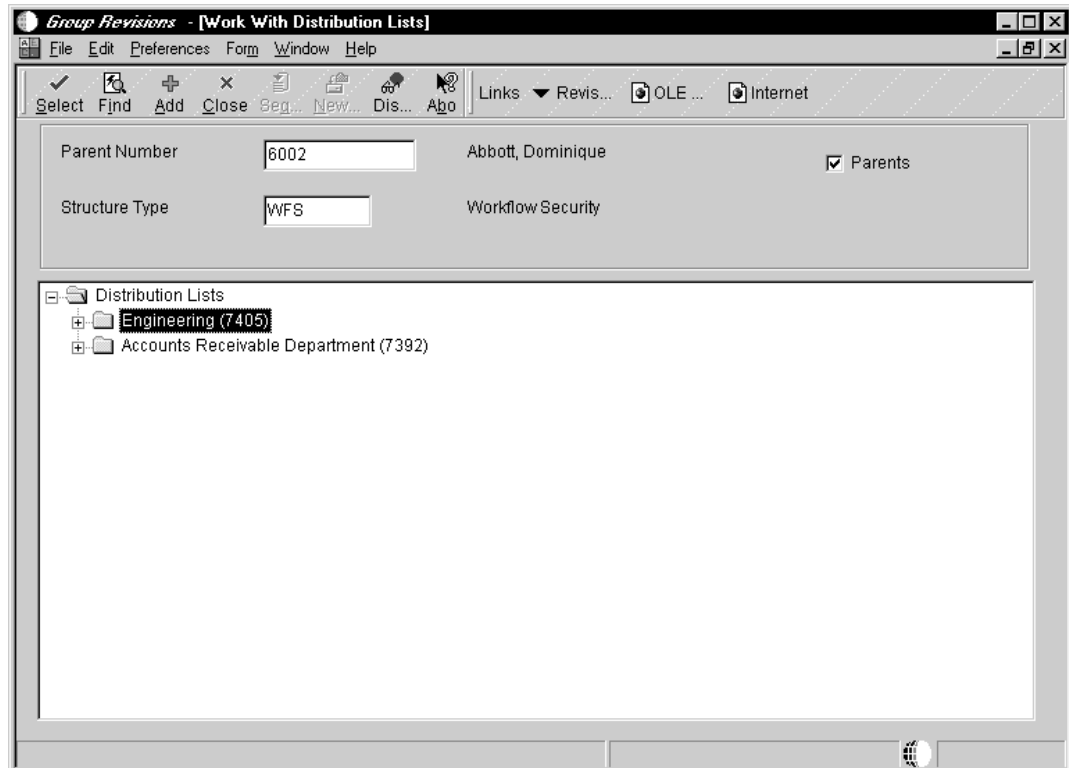 Group Revisions - [Work With Distribution Lists]
File Edit Preferences Form Window Help
Select Find Add Close Seq... New... Dis... Abo Links Revis... OLE ... Internet
Parent Number 6002 Abbott, Dominique Parents
Structure Type WFS Workflow Security
Distribution Lists
Engineering (7405)
Accounts Receivable Department (7392)